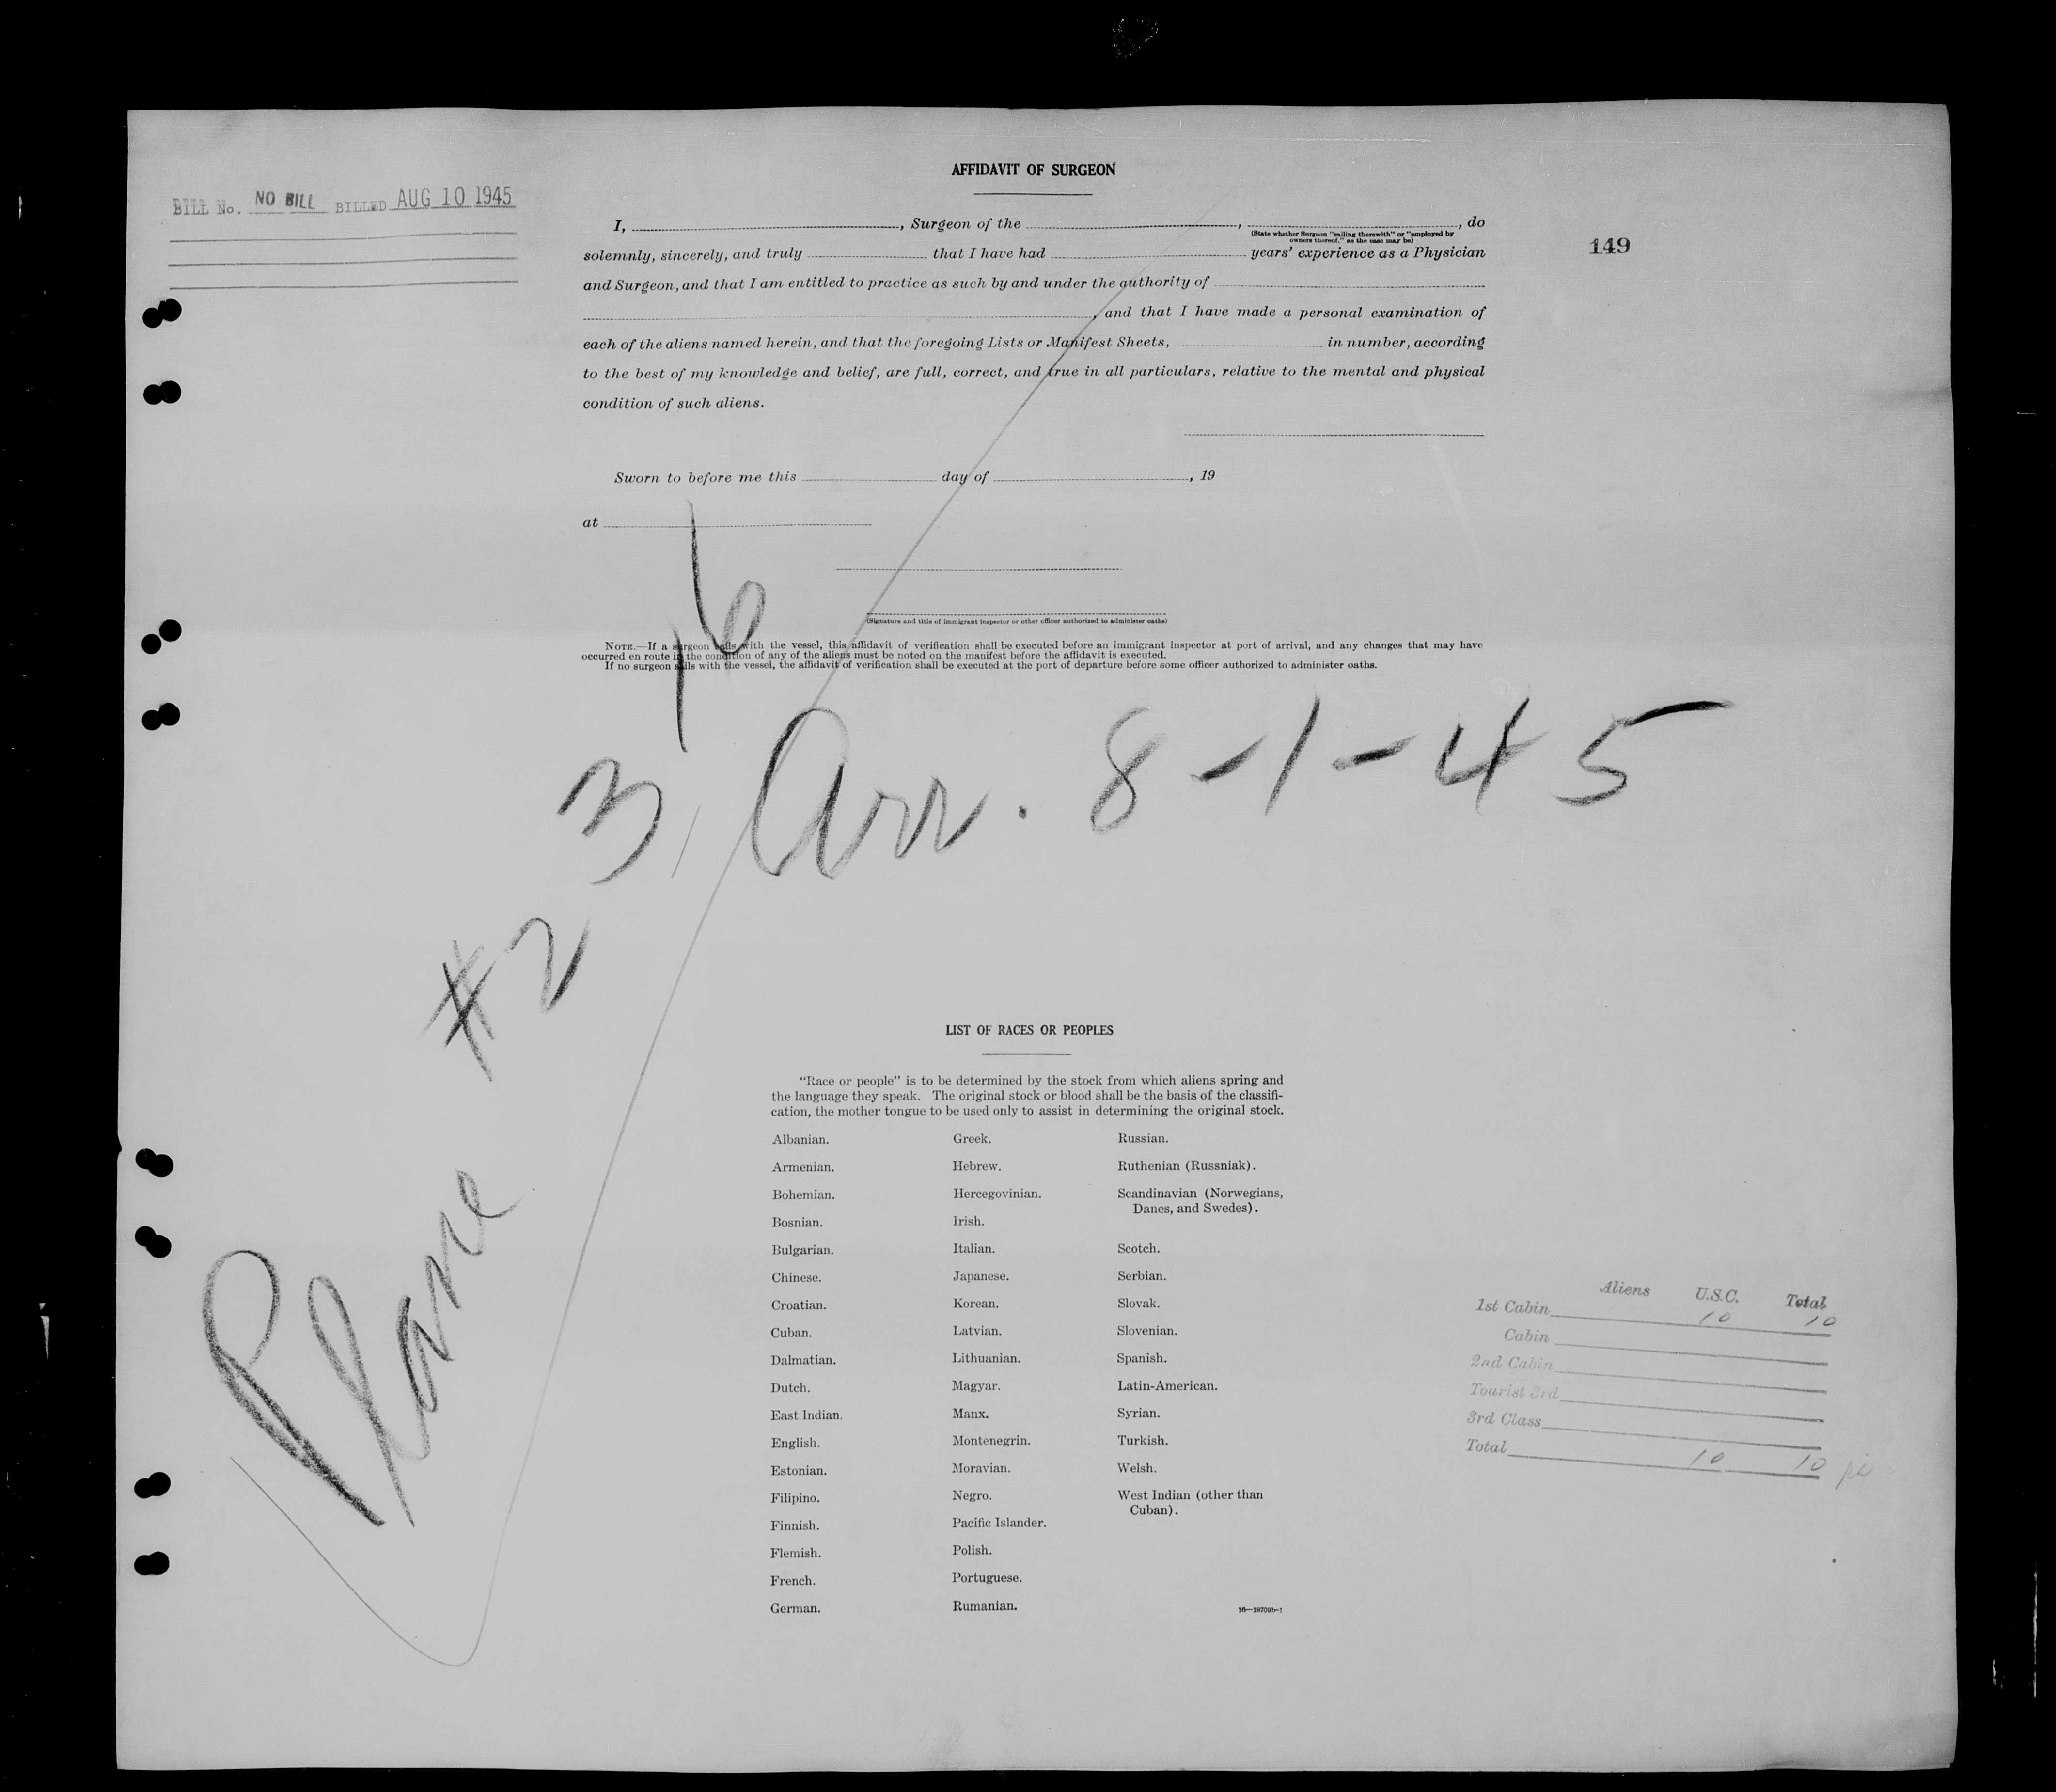 AFFIDAVIT OF SURGEON
BILL No. NO BILL BILLED AUG 10 1945
149
I, , Surgeon of the , , do
(State whether Surgeon "sailing therewith" or "employed by
owners thereof," as the case may be)
solemnly, sincerely, and truly that I have had years' experience as a Physician
and Surgeon, and that I am entitled to practice as such by and under the authority of
, and that I have made a personal examination of
each of the aliens named herein, and that the foregoing Lists or Manifest Sheets, in number, according
to the best of my knowledge and belief, are full, correct, and true in all particulars, relative to the mental and physical
condition of such aliens.
Sworn to before me this day of , 19
at
(Signature and title of immigrant inspector or other officer authorized to administer oaths)
NOTE.—If a surgeon sails with the vessel, this affidavit of verification shall be executed before an immigrant inspector at port of arrival, and any changes that may have
occurred en route in the condition of any of the aliens must be noted on the manifest before the affidavit is executed.
If no surgeon sails with the vessel, the affidavit of verification shall be executed at the port of departure before some officer authorized to administer oaths.
Plane #2316
Arr. 8-1-45
LIST OF RACES OR PEOPLES
"Race or people" is to be determined by the stock from which aliens spring and
the language they speak. The original stock or blood shall be the basis of the classifi-
cation, the mother tongue to be used only to assist in determining the original stock.
Albanian.
Armenian.
Bohemian.
Bosnian.
Bulgarian.
Chinese.
Croatian.
Cuban.
Dalmatian.
Dutch.
East Indian.
English.
Estonian.
Filipino.
Finnish.
Flemish.
French.
German.
Greek.
Hebrew.
Hercegovinian.
Irish.
Italian.
Japanese.
Korean.
Latvian.
Lithuanian.
Magyar.
Manx.
Montenegrin.
Moravian.
Negro.
Pacific Islander.
Polish.
Portuguese.
Rumanian.
Russian.
Ruthenian (Russniak).
Scandinavian (Norwegians,
Danes, and Swedes).
Scotch.
Serbian.
Slovak.
Slovenian.
Spanish.
Latin-American.
Syrian.
Turkish.
Welsh.
West Indian (other than
Cuban).
16—18709b-1
Aliens U.S.C. Total
1st Cabin 10 10
Cabin
2nd Cabin
Tourist 3rd
3rd Class
Total 10 10